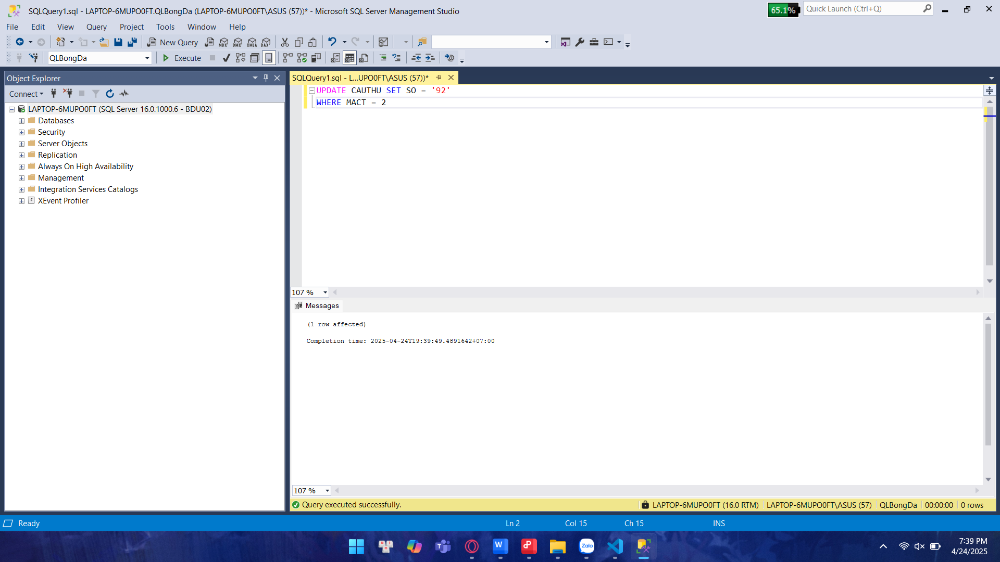 SQLQuery1.sql - LAPTOP-6MUPO0FT.QLBongDa (LAPTOP-6MUPO0FT\ASUS (57))* - Microsoft SQL Server Management Studio
65.1%
Quick Launch (Ctrl+Q)
File Edit View Query Project Tools Window Help
New Query MDX DMX XMLA DAX
QLBongDa Execute
Object Explorer
SQLQuery1.sql - L...UPO0FT\ASUS (57))*
Connect
LAPTOP-6MUPO0FT (SQL Server 16.0.1000.6 - BDU02)
Databases
Security
Server Objects
Replication
Always On High Availability
Management
Integration Services Catalogs
XEvent Profiler
UPDATE CAUTHU SET SO = '92'
WHERE MACT = 2
107 %
Messages
(1 row affected)
Completion time: 2025-04-24T19:39:49.4891642+07:00
107 %
Query executed successfully.
LAPTOP-6MUPO0FT (16.0 RTM) LAPTOP-6MUPO0FT\ASUS (57) QLBongDa 00:00:00 0 rows
Ready Ln 2 Col 15 Ch 15 INS
Zalo
7:39 PM
4/24/2025